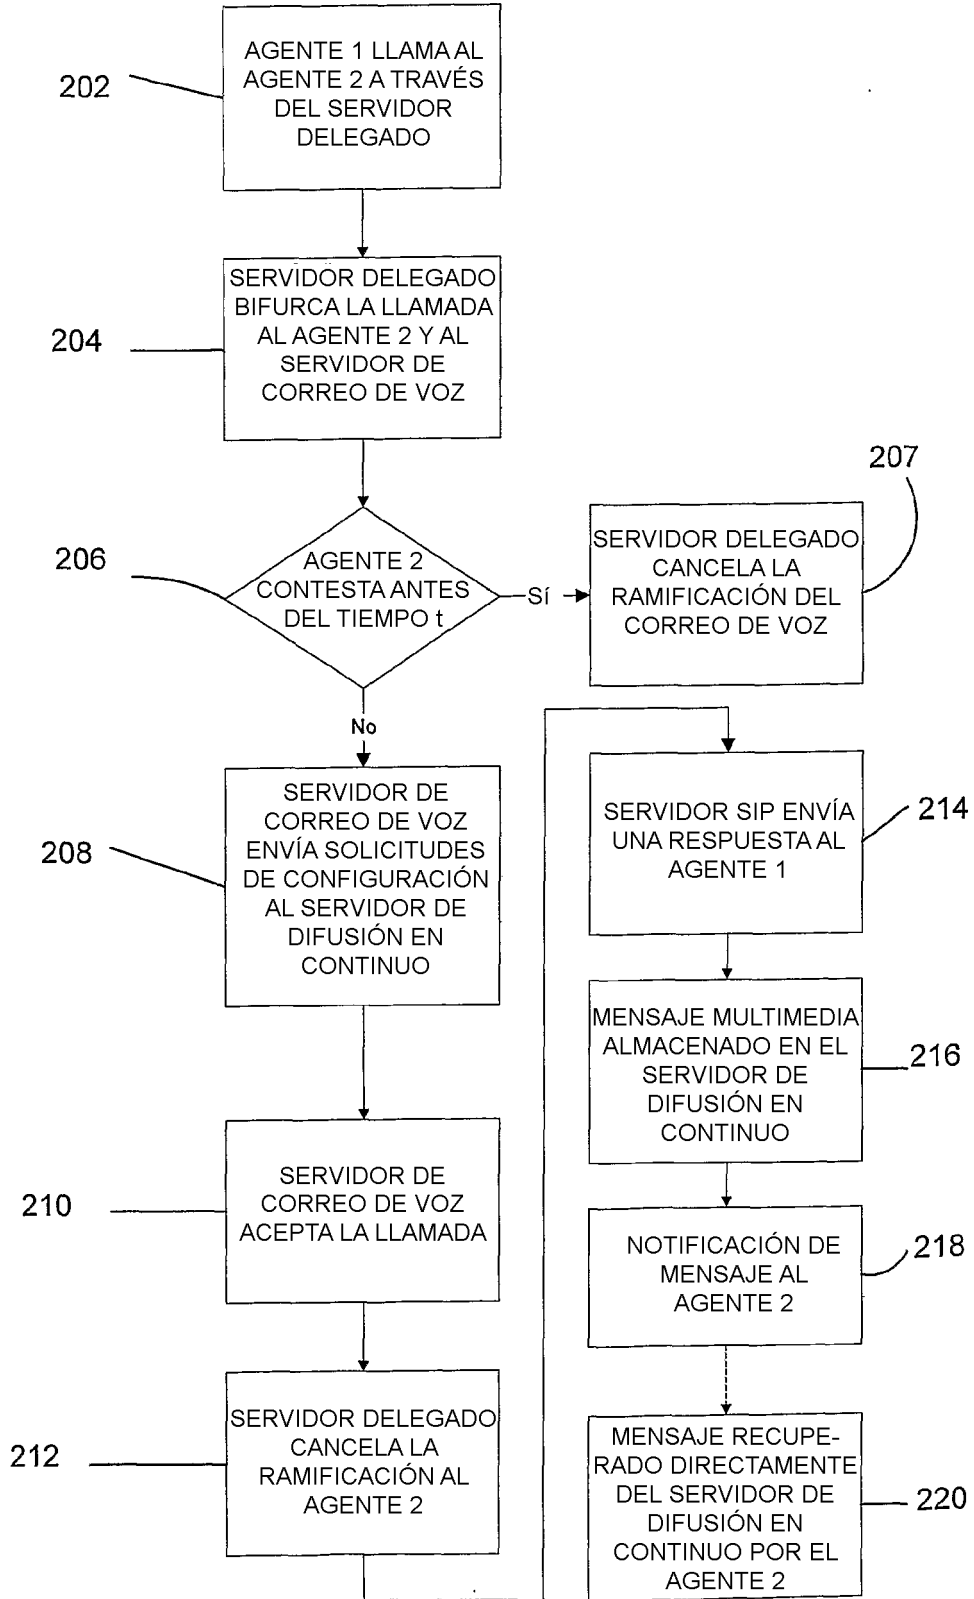 202
AGENTE 1 LLAMA AL
AGENTE 2 A TRAVÉS
DEL SERVIDOR
DELEGADO
204
SERVIDOR DELEGADO
BIFURCA LA LLAMADA
AL AGENTE 2 Y AL
SERVIDOR DE
CORREO DE VOZ
206
AGENTE 2
CONTESTA ANTES
DEL TIEMPO t
Sí
207
SERVIDOR DELEGADO
CANCELA LA
RAMIFICACIÓN DEL
CORREO DE VOZ
No
208
SERVIDOR DE
CORREO DE VOZ
ENVÍA SOLICITUDES
DE CONFIGURACIÓN
AL SERVIDOR DE
DIFUSIÓN EN
CONTINUO
210
SERVIDOR DE
CORREO DE VOZ
ACEPTA LA LLAMADA
212
SERVIDOR DELEGADO
CANCELA LA
RAMIFICACIÓN AL
AGENTE 2
214
SERVIDOR SIP ENVÍA
UNA RESPUESTA AL
AGENTE 1
216
MENSAJE MULTIMEDIA
ALMACENADO EN EL
SERVIDOR DE
DIFUSIÓN EN
CONTINUO
218
NOTIFICACIÓN DE
MENSAJE AL
AGENTE 2
220
MENSAJE RECUPE-
RADO DIRECTAMENTE
DEL SERVIDOR DE
DIFUSIÓN EN
CONTINUO POR EL
AGENTE 2